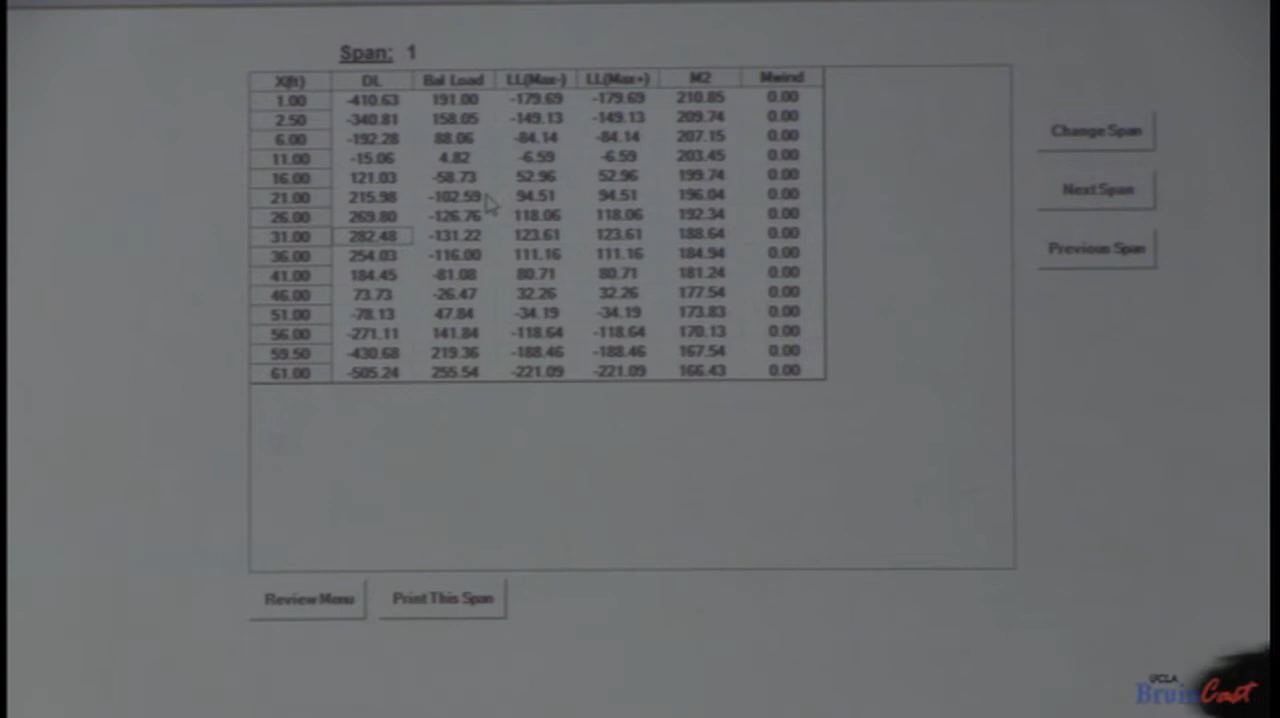 Span: 1
X(ft) DL Bal Load LL(Max-) LL(Max+) M2 Mwind
1.00 -410.63 191.00 -179.69 -179.69 210.85 0.00
2.50 -340.81 158.05 -149.13 -149.13 209.74 0.00
6.00 -192.28 88.06 -84.14 -84.14 207.15 0.00
11.00 -15.06 4.82 -6.59 -6.59 203.45 0.00
16.00 121.03 -58.73 52.96 52.96 199.74 0.00
21.00 215.98 -102.59 94.51 94.51 196.04 0.00
26.00 269.80 -126.76 118.06 118.06 192.34 0.00
31.00 282.48 -131.22 123.61 123.61 188.64 0.00
36.00 254.03 -116.00 111.16 111.16 184.94 0.00
41.00 184.45 -81.08 80.71 80.71 181.24 0.00
46.00 73.73 -26.47 32.26 32.26 177.54 0.00
51.00 -78.13 47.84 -34.19 -34.19 173.83 0.00
56.00 -271.11 141.84 -118.64 -118.64 170.13 0.00
59.50 -430.68 219.36 -188.46 -188.46 167.54 0.00
61.00 -505.24 255.54 -221.09 -221.09 166.43 0.00
Change Span
Next Span
Previous Span
Review Menu Print This Span
UCLA
BruinCast